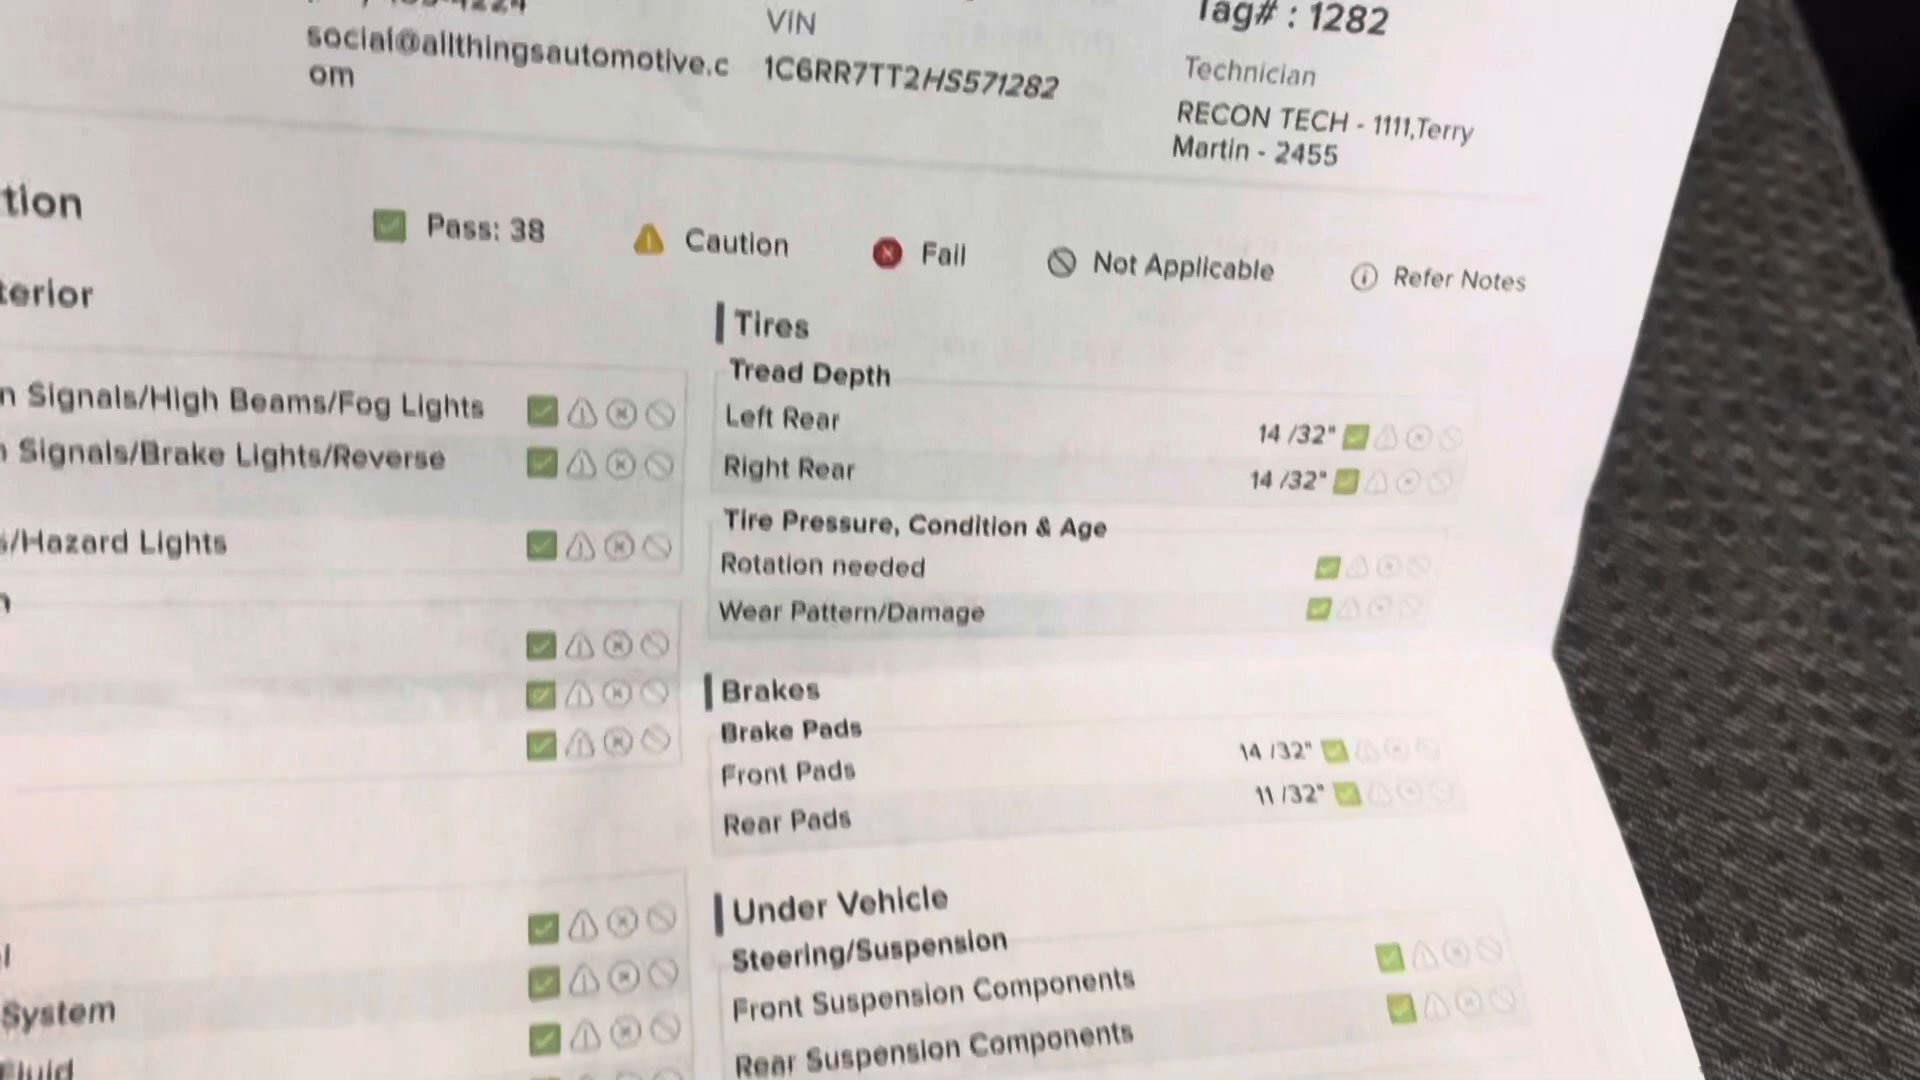 social@allthingsautomotive.c
om
VIN
1C6RR7TT2HS571282
Tag# : 1282
Technician
RECON TECH - 1111,Terry
Martin - 2455
tion
Pass: 38
Caution
Fail
Not Applicable
Refer Notes
terior
n Signals/High Beams/Fog Lights
Signals/Brake Lights/Reverse
s/Hazard Lights
System
Fluid
Tires
Tread Depth
Left Rear 14 /32"
Right Rear 14 /32"
Tire Pressure, Condition & Age
Rotation needed
Wear Pattern/Damage
Brakes
Brake Pads
Front Pads 14 /32"
Rear Pads 11 /32"
Under Vehicle
Steering/Suspension
Front Suspension Components
Rear Suspension Components